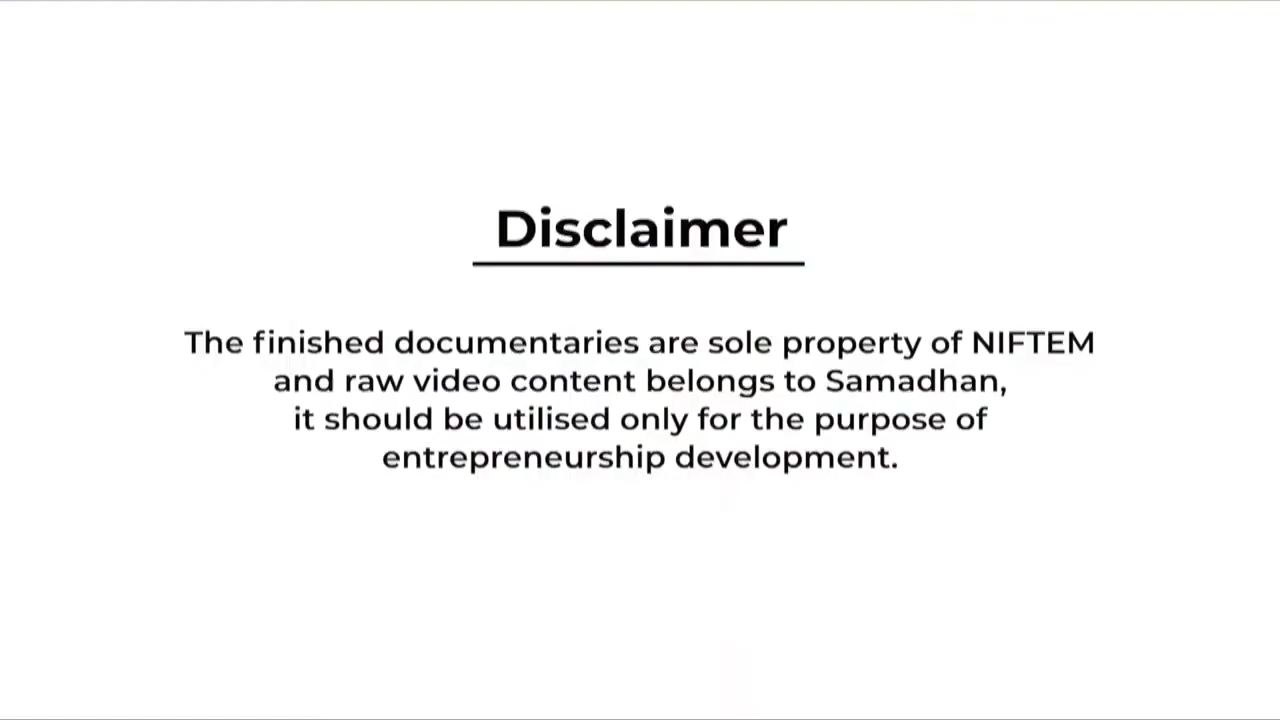 Disclaimer
The finished documentaries are sole property of NIFTEM
and raw video content belongs to Samadhan,
it should be utilised only for the purpose of
entrepreneurship development.